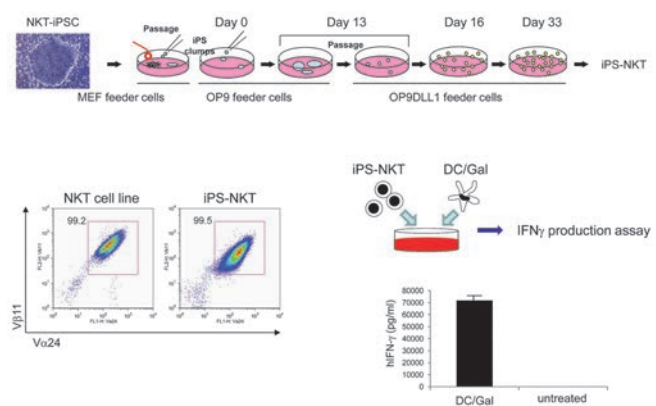 NKT-iPSC
Passage
iPS
clumps
Day 0
Day 13
Passage
Day 16
Day 33
iPS-NKT
MEF feeder cells
OP9 feeder cells
OP9DLL1 feeder cells
NKT cell line
iPS-NKT
99.2
99.5
Vβ11
Vα24
iPS-NKT
DC/Gal
IFNγ production assay
hIFN-γ (pg/ml)
80000
70000
60000
50000
40000
30000
20000
10000
0
DC/Gal
untreated